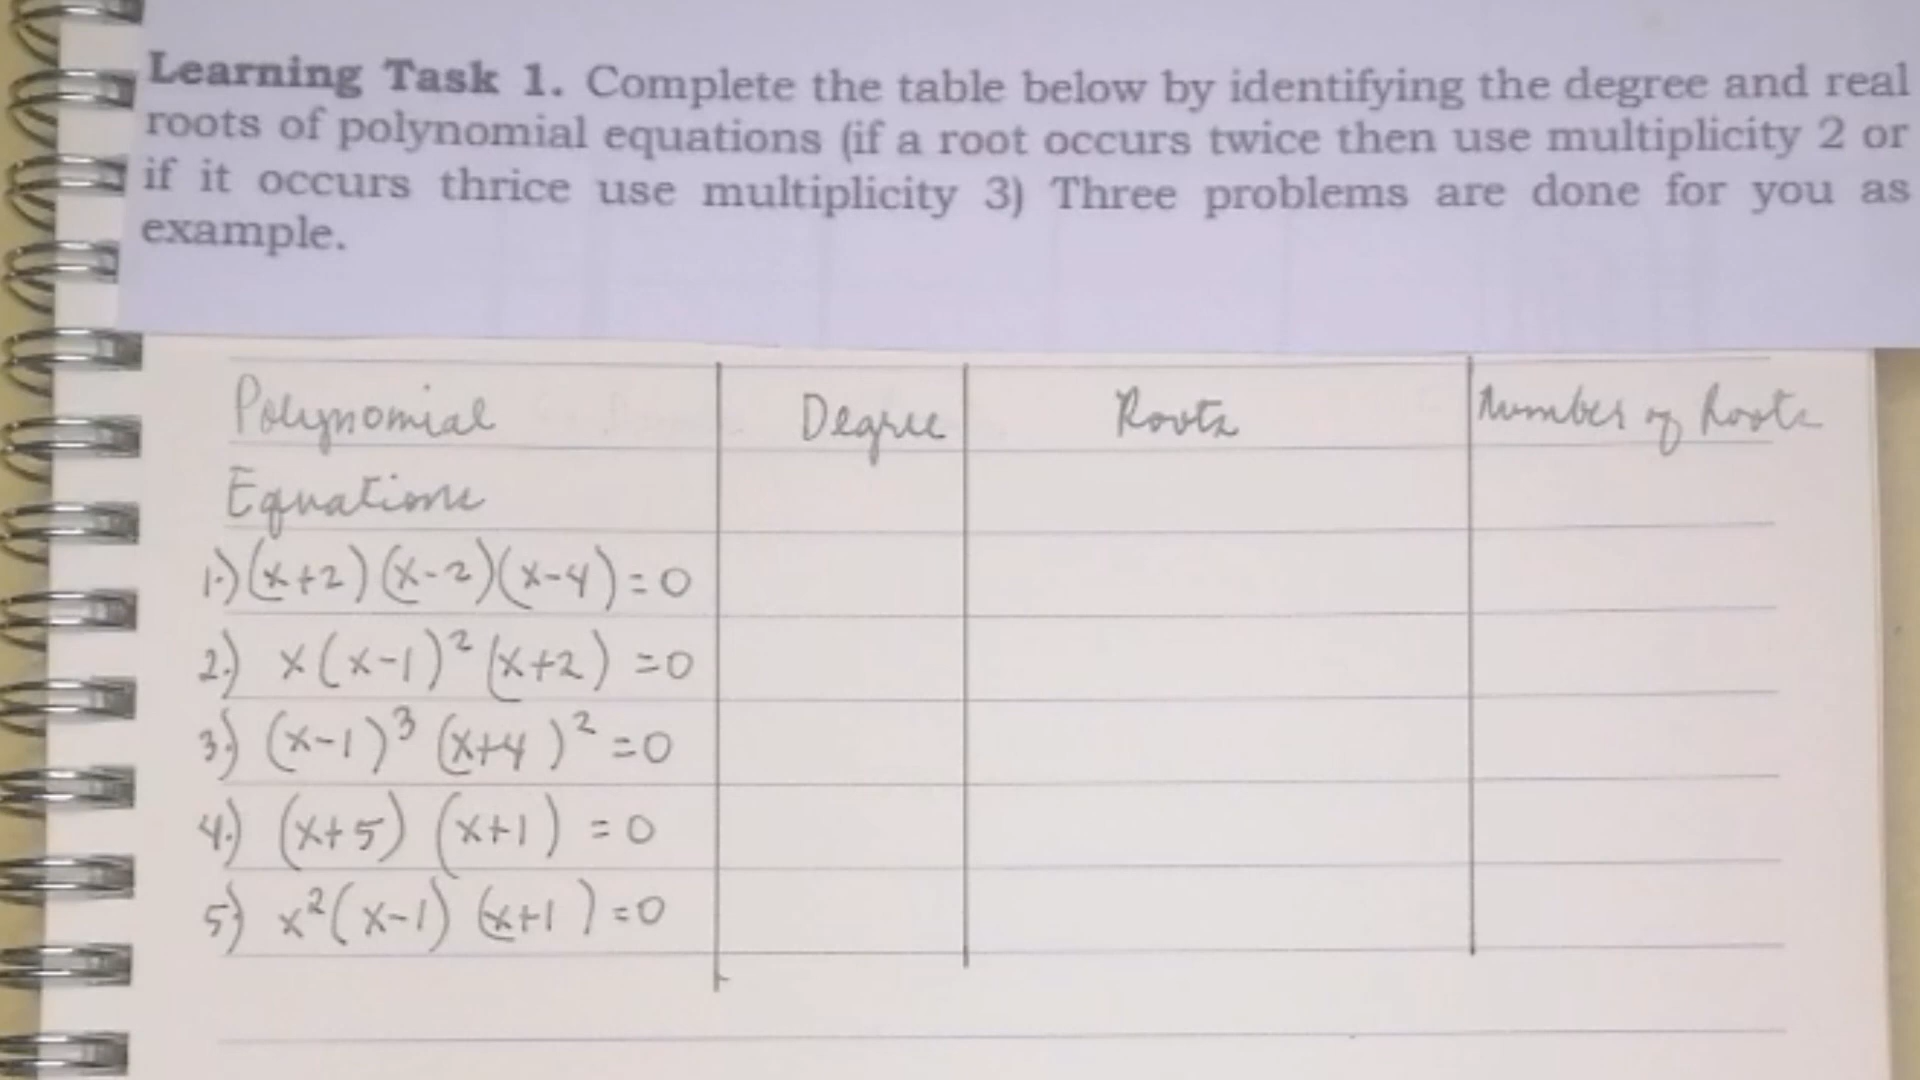 Learning Task 1. Complete the table below by identifying the degree and real
roots of polynomial equations (if a root occurs twice then use multiplicity 2 or
if it occurs thrice use multiplicity 3) Three problems are done for you as
example.
Polynomial Degree Roots Number of Roots
Equations
1.) (x+2) (x-2)(x-4) = 0
2.) x(x-1)² (x+2) = 0
3.) (x-1)³ (x+4)² = 0
4.) (x+5) (x+1) = 0
5.) x²(x-1) (x+1) = 0